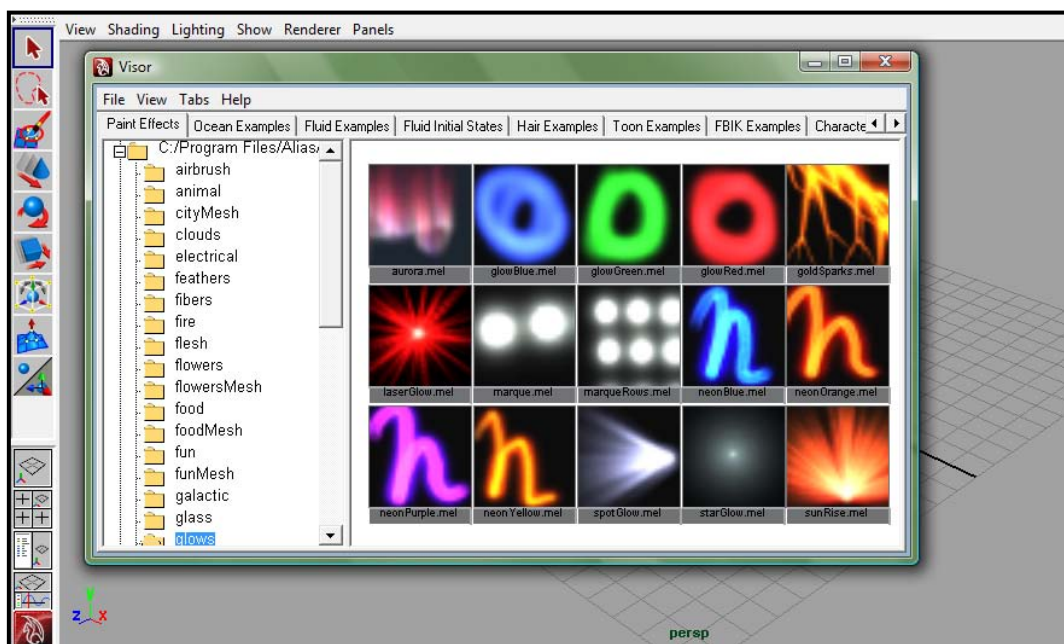 View Shading Lighting Show Renderer Panels
Visor
File View Tabs Help
Paint Effects Ocean Examples Fluid Examples Fluid Initial States Hair Examples Toon Examples FBIK Examples Characte
C:/Program Files/Alias/
airbrush
animal
cityMesh
clouds
electrical
feathers
fibers
fire
flesh
flowers
flowersMesh
food
foodMesh
fun
funMesh
galactic
glass
glows
aurora.mel glowBlue.mel glowGreen.mel glowRed.mel goldSparks.mel
laserGlow.mel marque.mel marqueRows.mel neonBlue.mel neonOrange.mel
neonPurple.mel neonYellow.mel spotGlow.mel starGlow.mel sunRise.mel
y
z x
persp